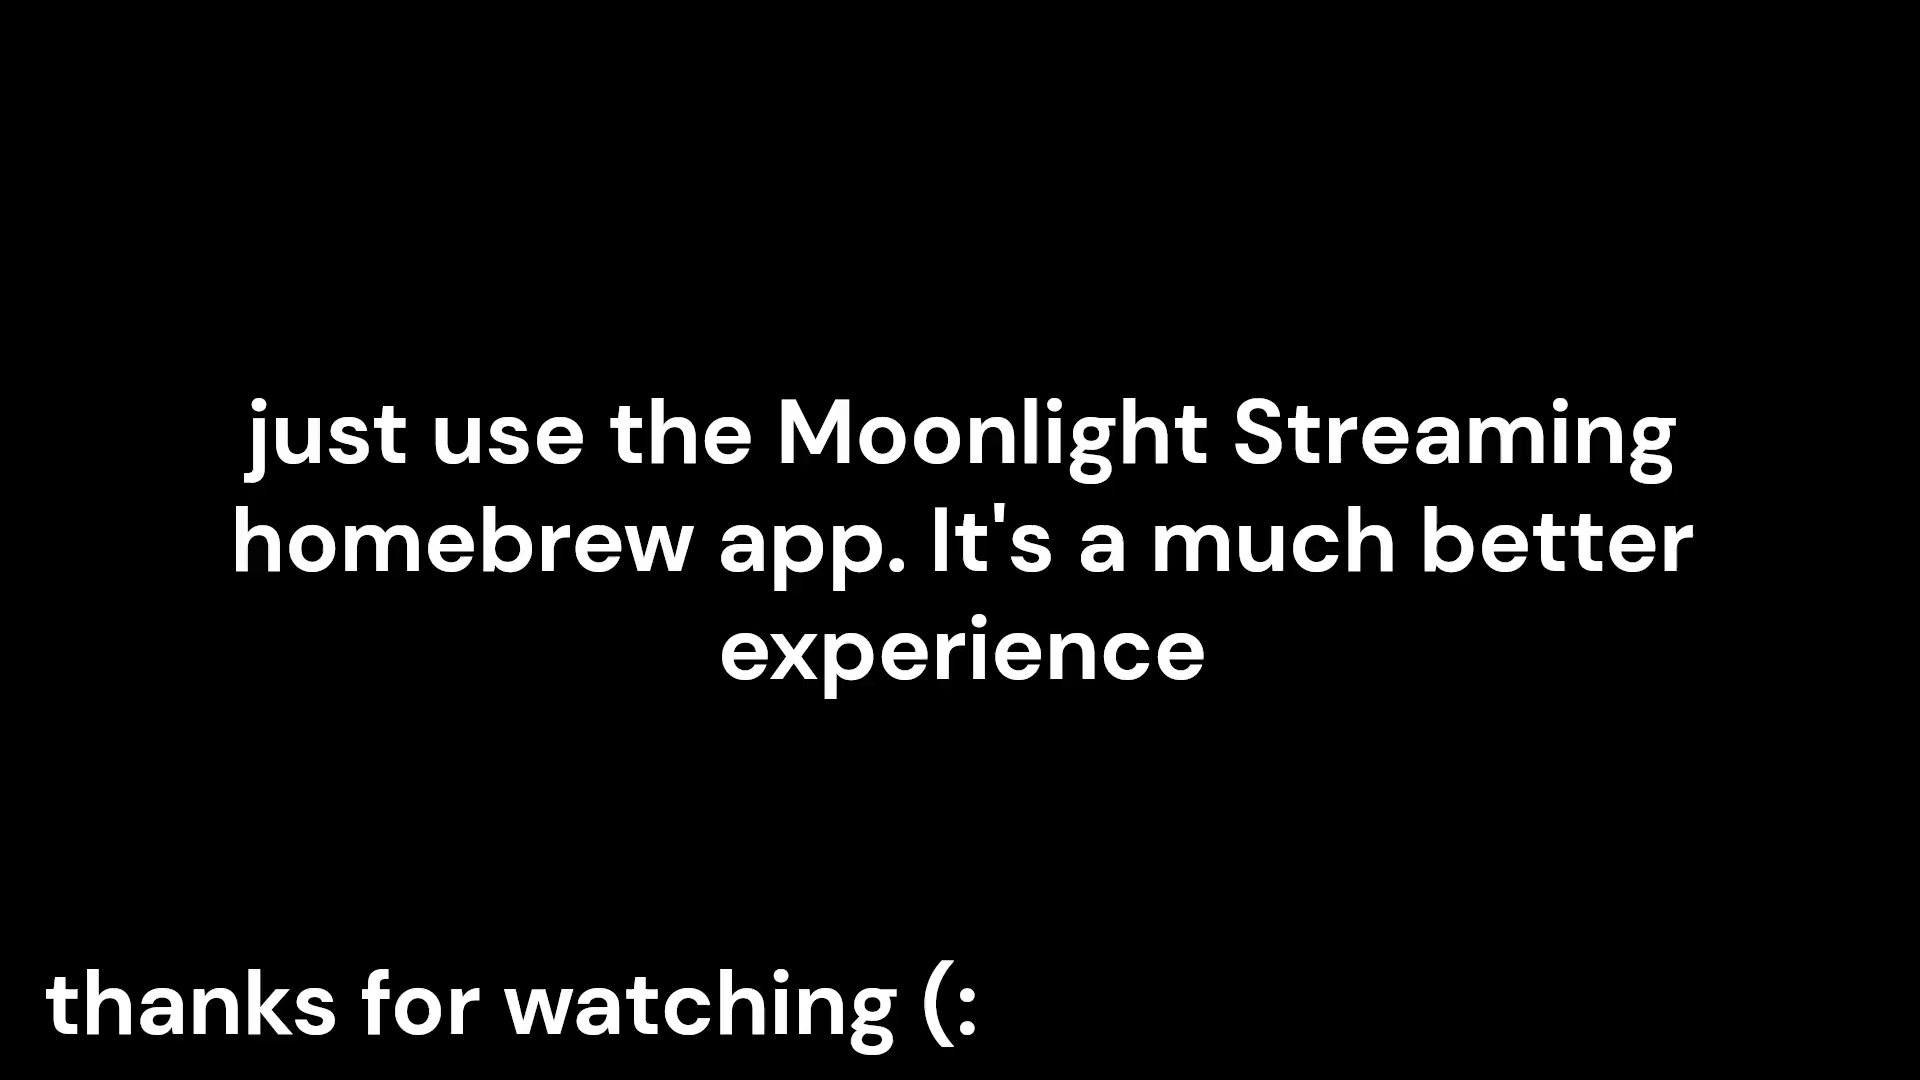 just use the Moonlight Streaming
homebrew app. It's a much better
experience
thanks for watching (: